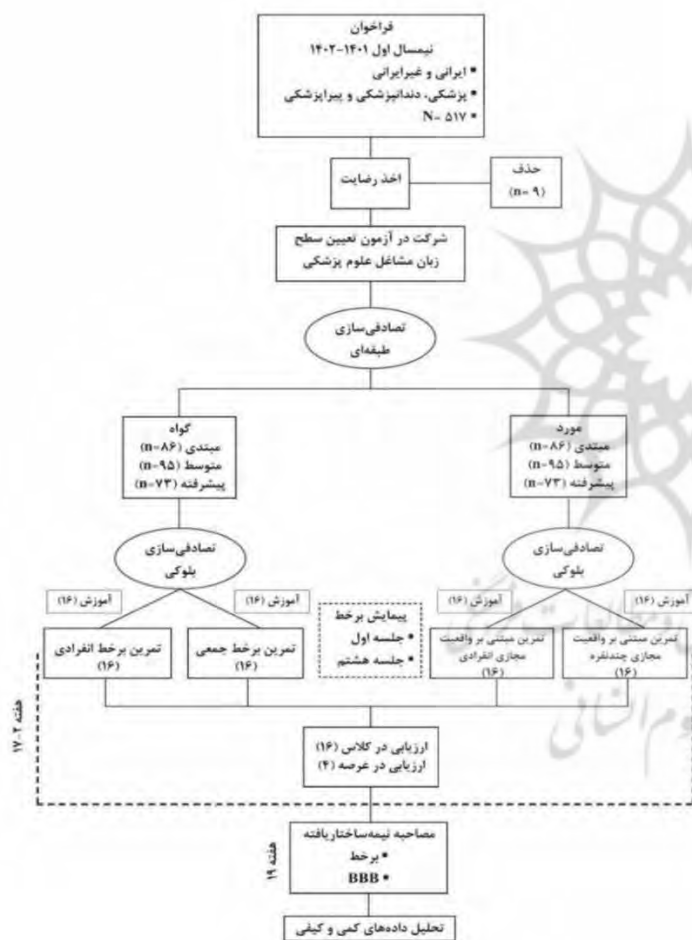 فراخوان
نیمسال اول ۱۴۰۱-۱۴۰۲
▪ ایرانی و غیرایرانی
▪ پزشکی، دندانپزشکی و پیراپزشکی
▪ N= ۵۱۷
اخذ رضایت
حذف
(n= ۹)
شرکت در آزمون تعیین سطح
زبان مشاغل علوم پزشکی
تصادفی‌سازی
طبقه‌ای
مورد
مبتدی (n=۸۶)
متوسط (n=۹۵)
پیشرفته (n=۷۳)
گواه
مبتدی (n=۸۶)
متوسط (n=۹۵)
پیشرفته (n=۷۳)
تصادفی‌سازی
بلوکی
تصادفی‌سازی
بلوکی
آموزش (۱۶)
آموزش (۱۶)
آموزش (۱۶)
آموزش (۱۶)
تمرین مبتنی بر واقعیت
مجازی چندنفره
(۱۶)
تمرین مبتنی بر واقعیت
مجازی انفرادی
(۱۶)
پیمایش برخط
▪ جلسه اول
▪ جلسه هشتم
تمرین برخط جمعی
(۱۶)
تمرین برخط انفرادی
(۱۶)
هفته ۲-۱۷
ارزیابی در کلاس (۱۶)
ارزیابی در عرصه (۴)
هفته ۱۹
مصاحبه نیمه‌ساختاریافته
▪ برخط
▪ BBB
تحلیل داده‌های کمی و کیفی